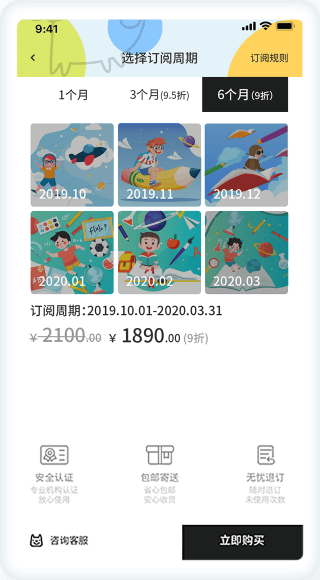 9:41
选择订阅周期
订阅规则
1个月
3个月(9.5折)
6个月(9折)
2019.10
2019.11
2019.12
2020.01
2020.02
2020.03
订阅周期：2019.10.01-2020.03.31
¥ 2100.00 ¥ 1890.00 (9折)
安全认证
包邮寄送
无忧退订
专业机构认证
省心包邮
随时退订
放心使用
安心收货
未使用次数
咨询客服
立即购买